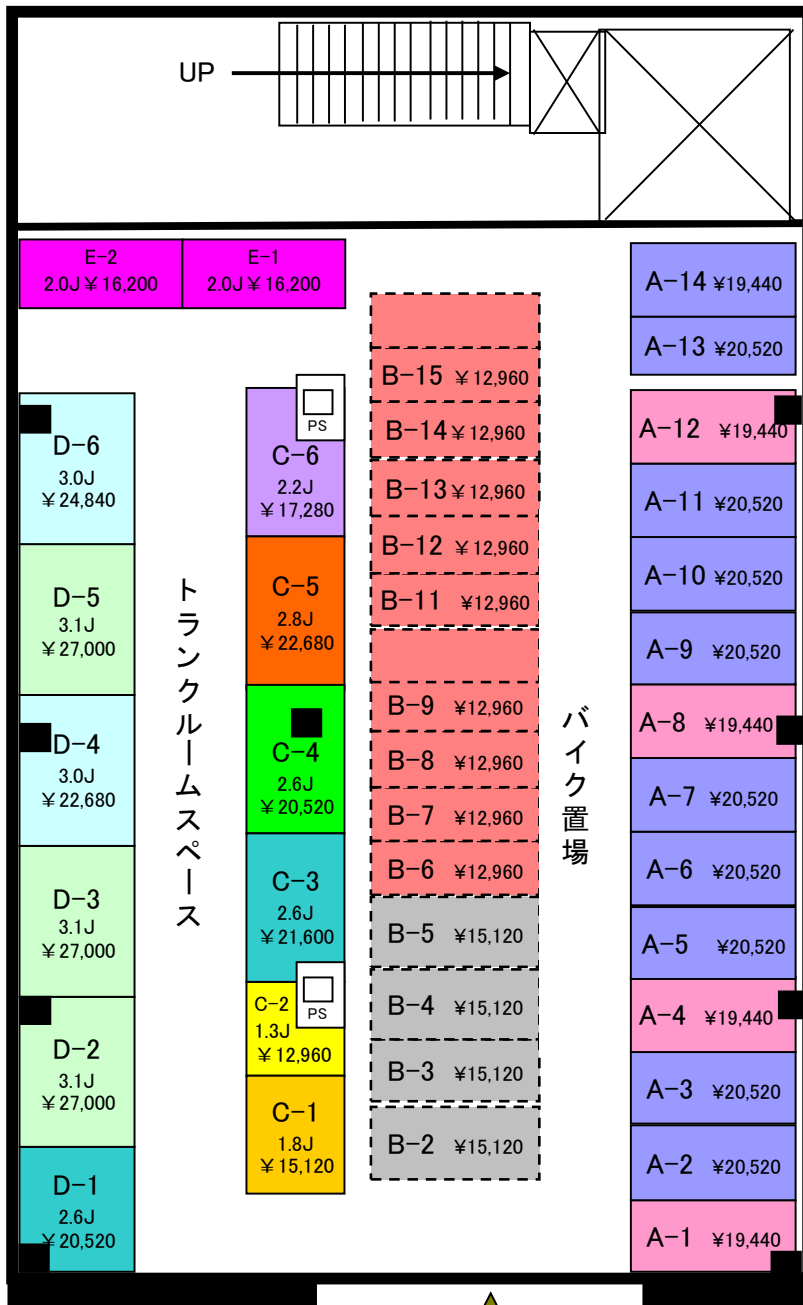 UP
E-2
2.0J¥16,200
E-1
2.0J¥16,200
D-6
3.0J
¥24,840
D-5
3.1J
¥27,000
D-4
3.0J
¥22,680
D-3
3.1J
¥27,000
D-2
3.1J
¥27,000
D-1
2.6J
¥20,520
トランクルームスペース
PS
C-6
2.2J
¥17,280
C-5
2.8J
¥22,680
C-4
2.6J
¥20,520
C-3
2.6J
¥21,600
PS
C-2
1.3J
¥12,960
C-1
1.8J
¥15,120
B-15 ¥12,960
B-14 ¥12,960
B-13 ¥12,960
B-12 ¥12,960
B-11 ¥12,960
B-9 ¥12,960
B-8 ¥12,960
B-7 ¥12,960
B-6 ¥12,960
B-5 ¥15,120
B-4 ¥15,120
B-3 ¥15,120
B-2 ¥15,120
バイク置場
A-14 ¥19,440
A-13 ¥20,520
A-12 ¥19,440
A-11 ¥20,520
A-10 ¥20,520
A-9 ¥20,520
A-8 ¥19,440
A-7 ¥20,520
A-6 ¥20,520
A-5 ¥20,520
A-4 ¥19,440
A-3 ¥20,520
A-2 ¥20,520
A-1 ¥19,440